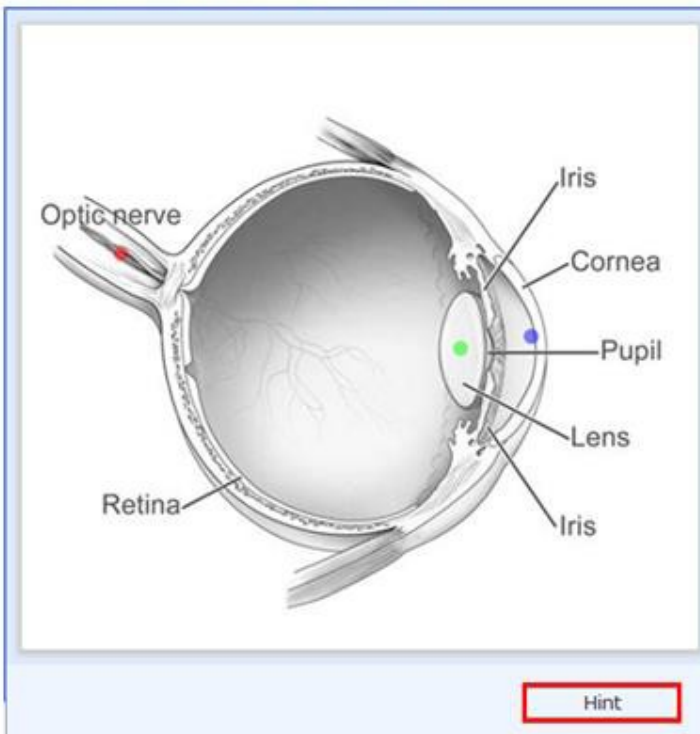 Iris
Optic nerve
Cornea
Pupil
Lens
Retina
Iris
Hint